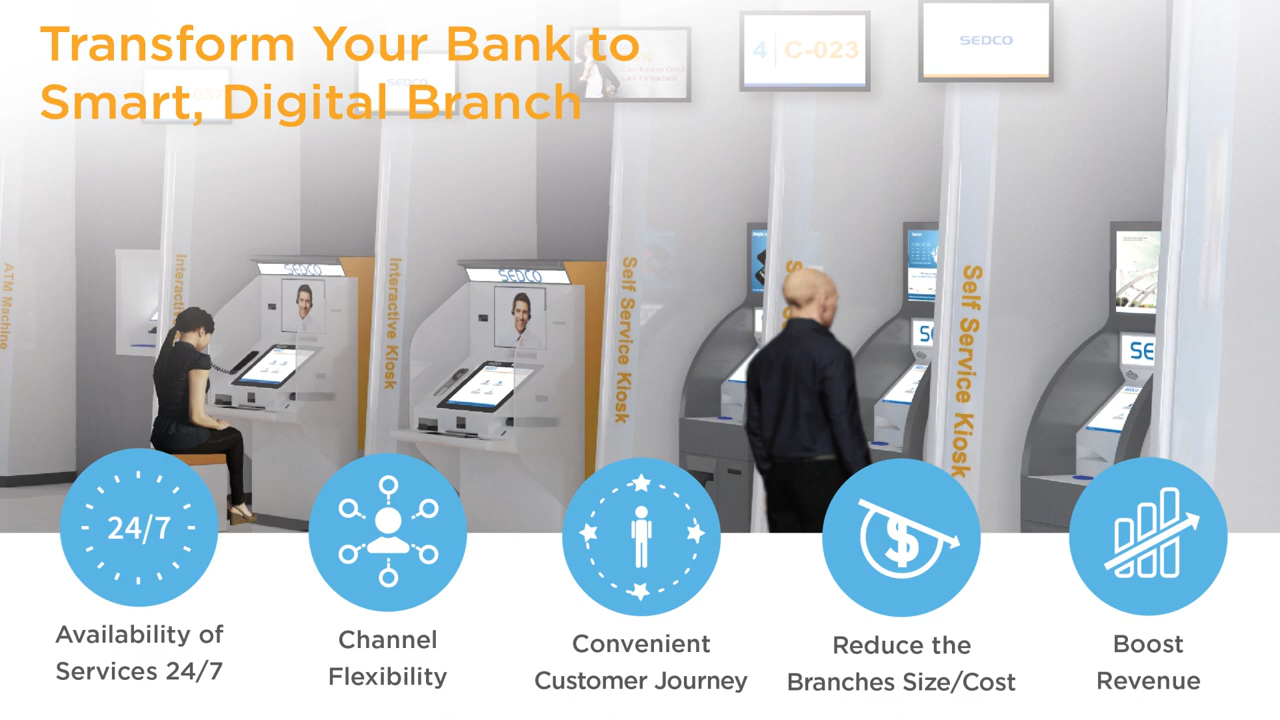 Transform Your Bank to
Smart, Digital Branch
SEDCO
4 C-023
SEDCO
ATM Machine
Interactive Kiosk
Self Service Kiosk
Self Service Kiosk
SEDCO
SEDCO
24/7
Availability of
Services 24/7
Channel
Flexibility
Convenient
Customer Journey
$
Reduce the
Branches Size/Cost
Boost
Revenue